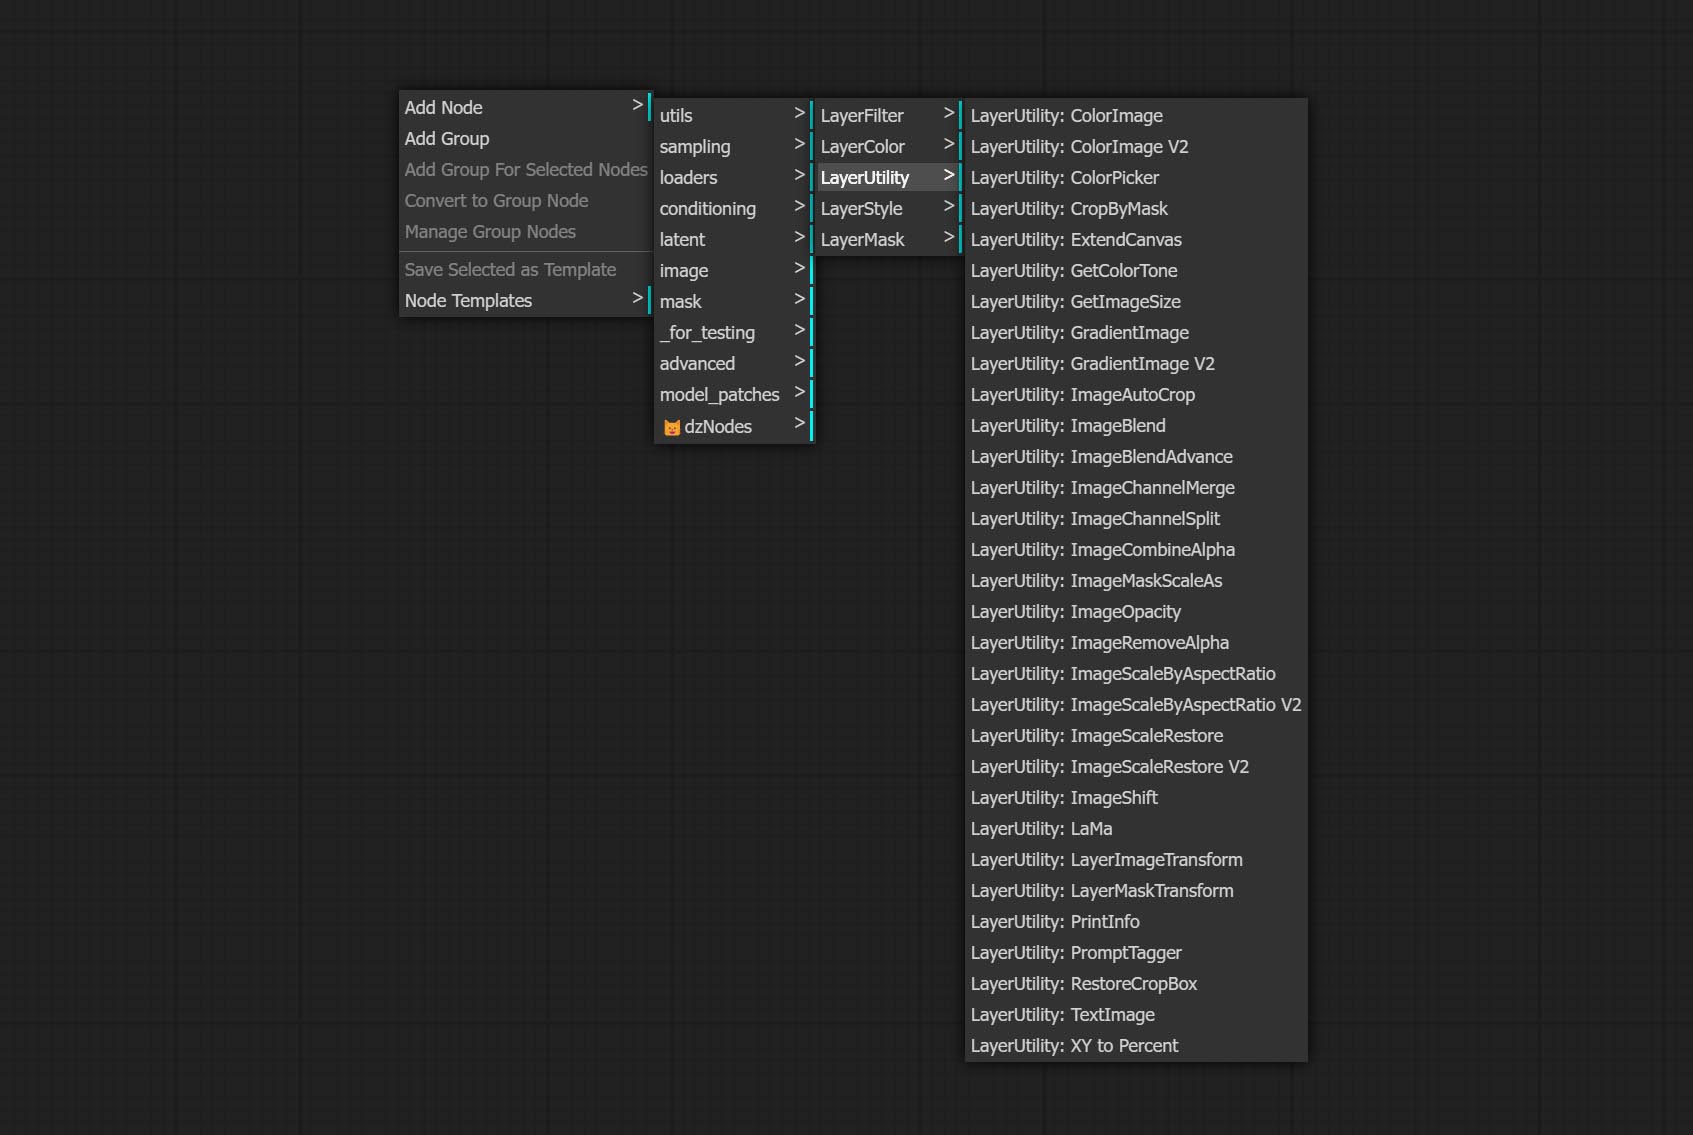 Add Node >
Add Group
Add Group For Selected Nodes
Convert to Group Node
Manage Group Nodes
Save Selected as Template
Node Templates >
utils >
sampling >
loaders >
conditioning >
latent >
image >
mask >
_for_testing >
advanced >
model_patches >
dzNodes >
LayerFilter >
LayerColor >
LayerUtility >
LayerStyle >
LayerMask >
LayerUtility: ColorImage
LayerUtility: ColorImage V2
LayerUtility: ColorPicker
LayerUtility: CropByMask
LayerUtility: ExtendCanvas
LayerUtility: GetColorTone
LayerUtility: GetImageSize
LayerUtility: GradientImage
LayerUtility: GradientImage V2
LayerUtility: ImageAutoCrop
LayerUtility: ImageBlend
LayerUtility: ImageBlendAdvance
LayerUtility: ImageChannelMerge
LayerUtility: ImageChannelSplit
LayerUtility: ImageCombineAlpha
LayerUtility: ImageMaskScaleAs
LayerUtility: ImageOpacity
LayerUtility: ImageRemoveAlpha
LayerUtility: ImageScaleByAspectRatio
LayerUtility: ImageScaleByAspectRatio V2
LayerUtility: ImageScaleRestore
LayerUtility: ImageScaleRestore V2
LayerUtility: ImageShift
LayerUtility: LaMa
LayerUtility: LayerImageTransform
LayerUtility: LayerMaskTransform
LayerUtility: PrintInfo
LayerUtility: PromptTagger
LayerUtility: RestoreCropBox
LayerUtility: TextImage
LayerUtility: XY to Percent